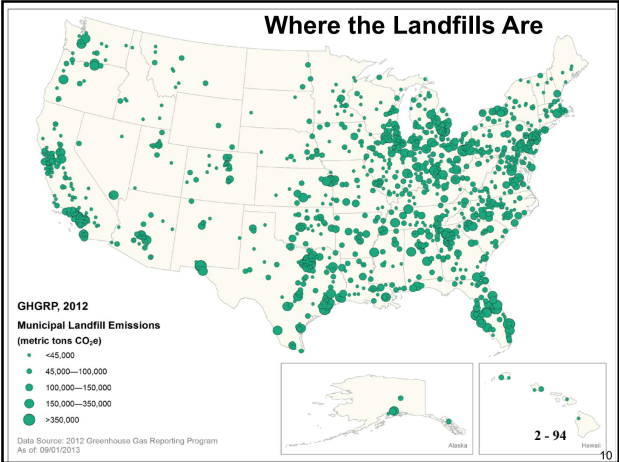 Where the Landfills Are
GHGRP, 2012
Municipal Landfill Emissions
(metric tons CO₂e)
<45,000
45,000—100,000
100,000—150,000
150,000—350,000
>350,000
Data Source: 2012 Greenhouse Gas Reporting Program
As of: 09/01/2013
Alaska
2 - 94
Hawaii
10